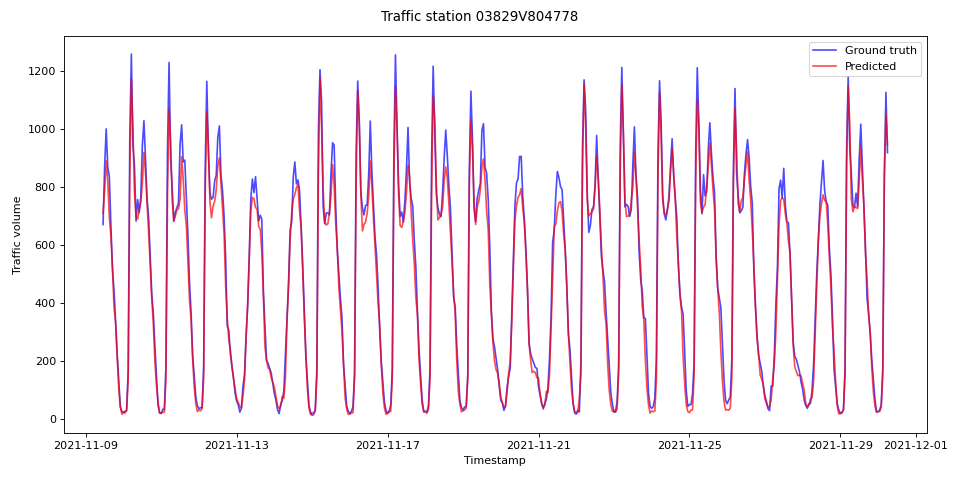 Traffic station 03829V804778
Ground truth
Predicted
1200
1000
800
600
400
200
0
Traffic volume
2021-11-09
2021-11-13
2021-11-17
2021-11-21
2021-11-25
2021-11-29
2021-12-01
Timestamp